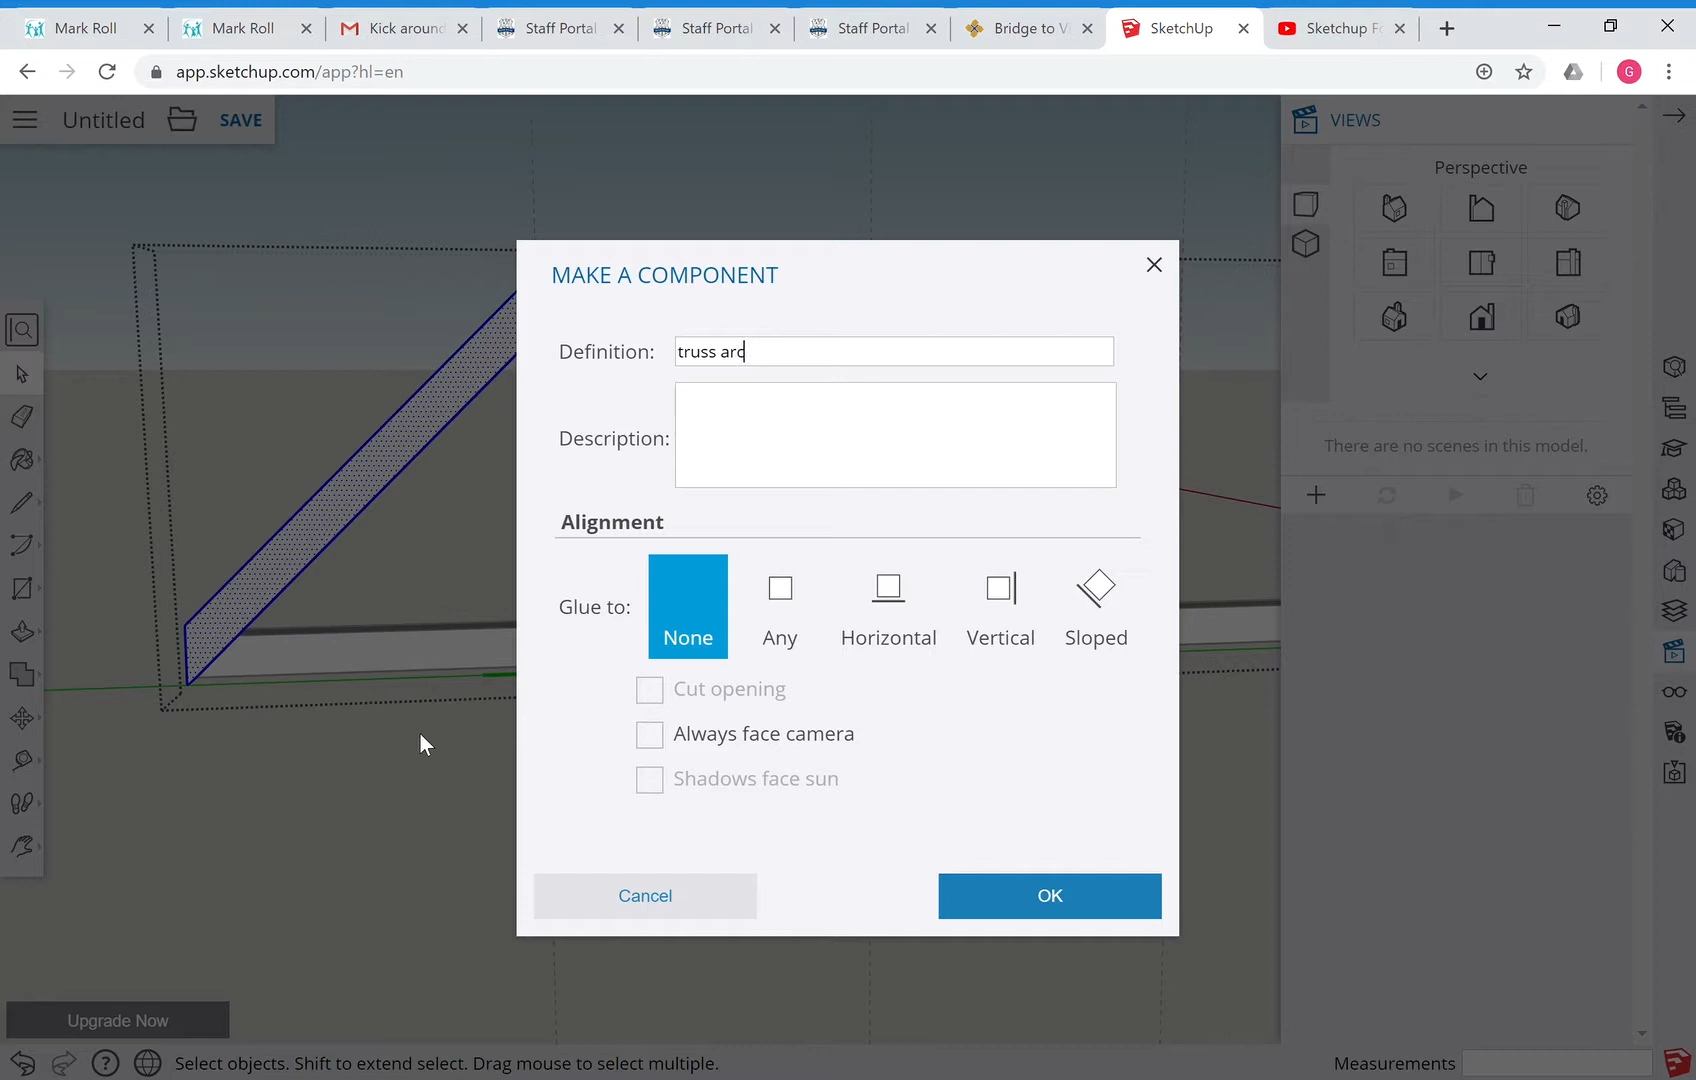 Mark Roll
Mark Roll
Kick around
Staff Portal
Staff Portal
Staff Portal
Bridge to Vi
SketchUp
Sketchup Fo
app.sketchup.com/app?hl=en
G
Untitled
SAVE
VIEWS
Perspective
There are no scenes in this model.
MAKE A COMPONENT
Definition:
truss arc
Description:
Alignment
Glue to:
None
Any
Horizontal
Vertical
Sloped
Cut opening
Always face camera
Shadows face sun
Cancel
OK
Upgrade Now
Select objects. Shift to extend select. Drag mouse to select multiple.
Measurements